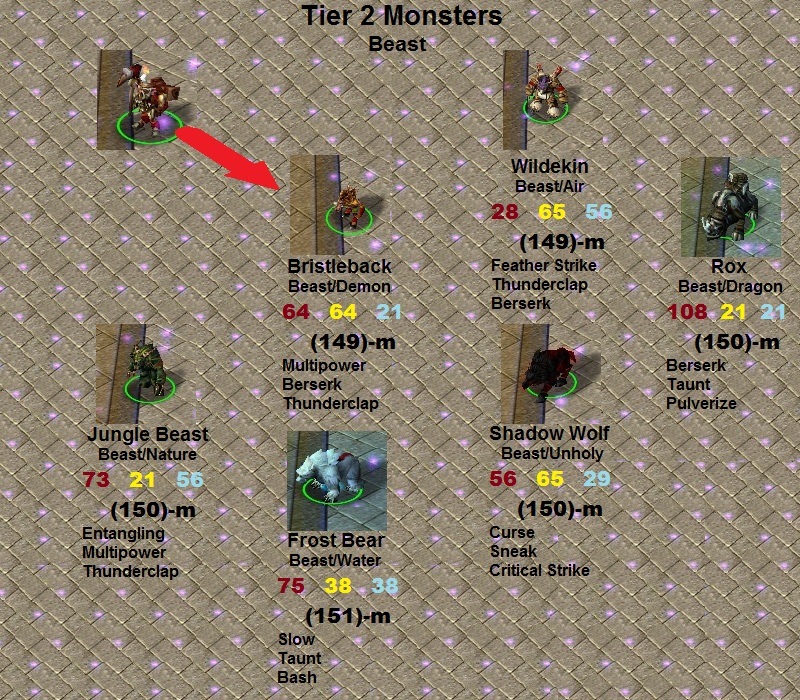 Tier 2 Monsters
Beast
Wildekin
Beast/Air
28 65 56
(149)-m
Feather Strike
Thunderclap
Berserk
Bristleback
Beast/Demon
64 64 21
(149)-m
Multipower
Berserk
Thunderclap
Rox
Beast/Dragon
108 21 21
(150)-m
Berserk
Taunt
Pulverize
Jungle Beast
Beast/Nature
73 21 56
(150)-m
Entangling
Multipower
Thunderclap
Shadow Wolf
Beast/Unholy
56 65 29
(150)-m
Curse
Sneak
Critical Strike
Frost Bear
Beast/Water
75 38 38
(151)-m
Slow
Taunt
Bash